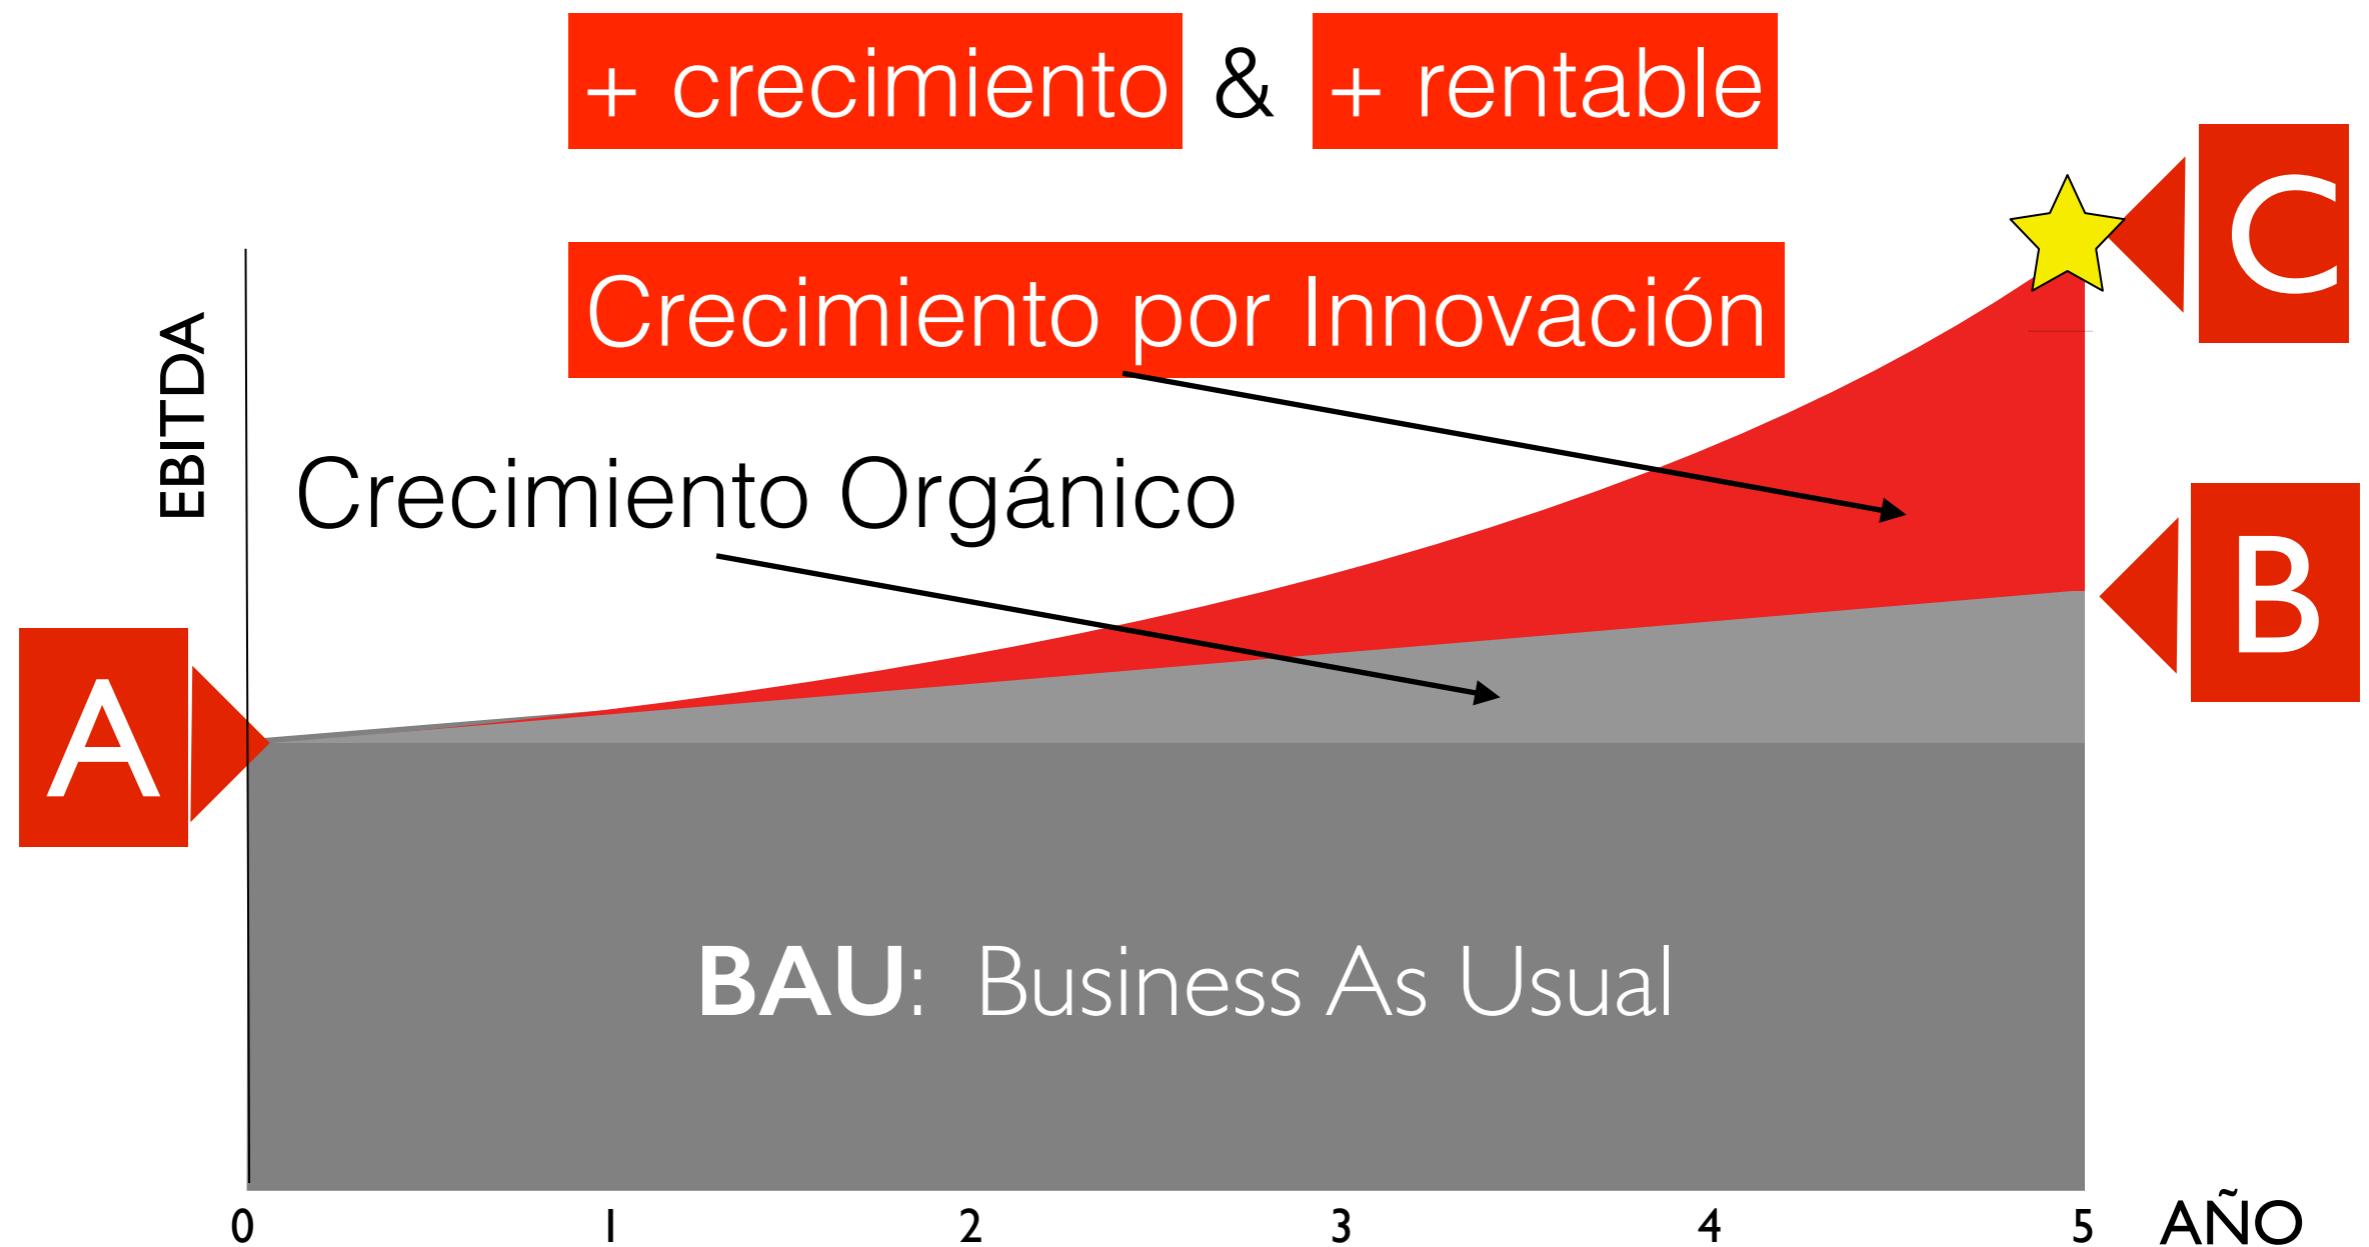 + crecimiento & + rentable
C
Crecimiento por Innovación
EBITDA
Crecimiento Orgánico
B
A
BAU: Business As Usual
0 1 2 3 4 5 AÑO